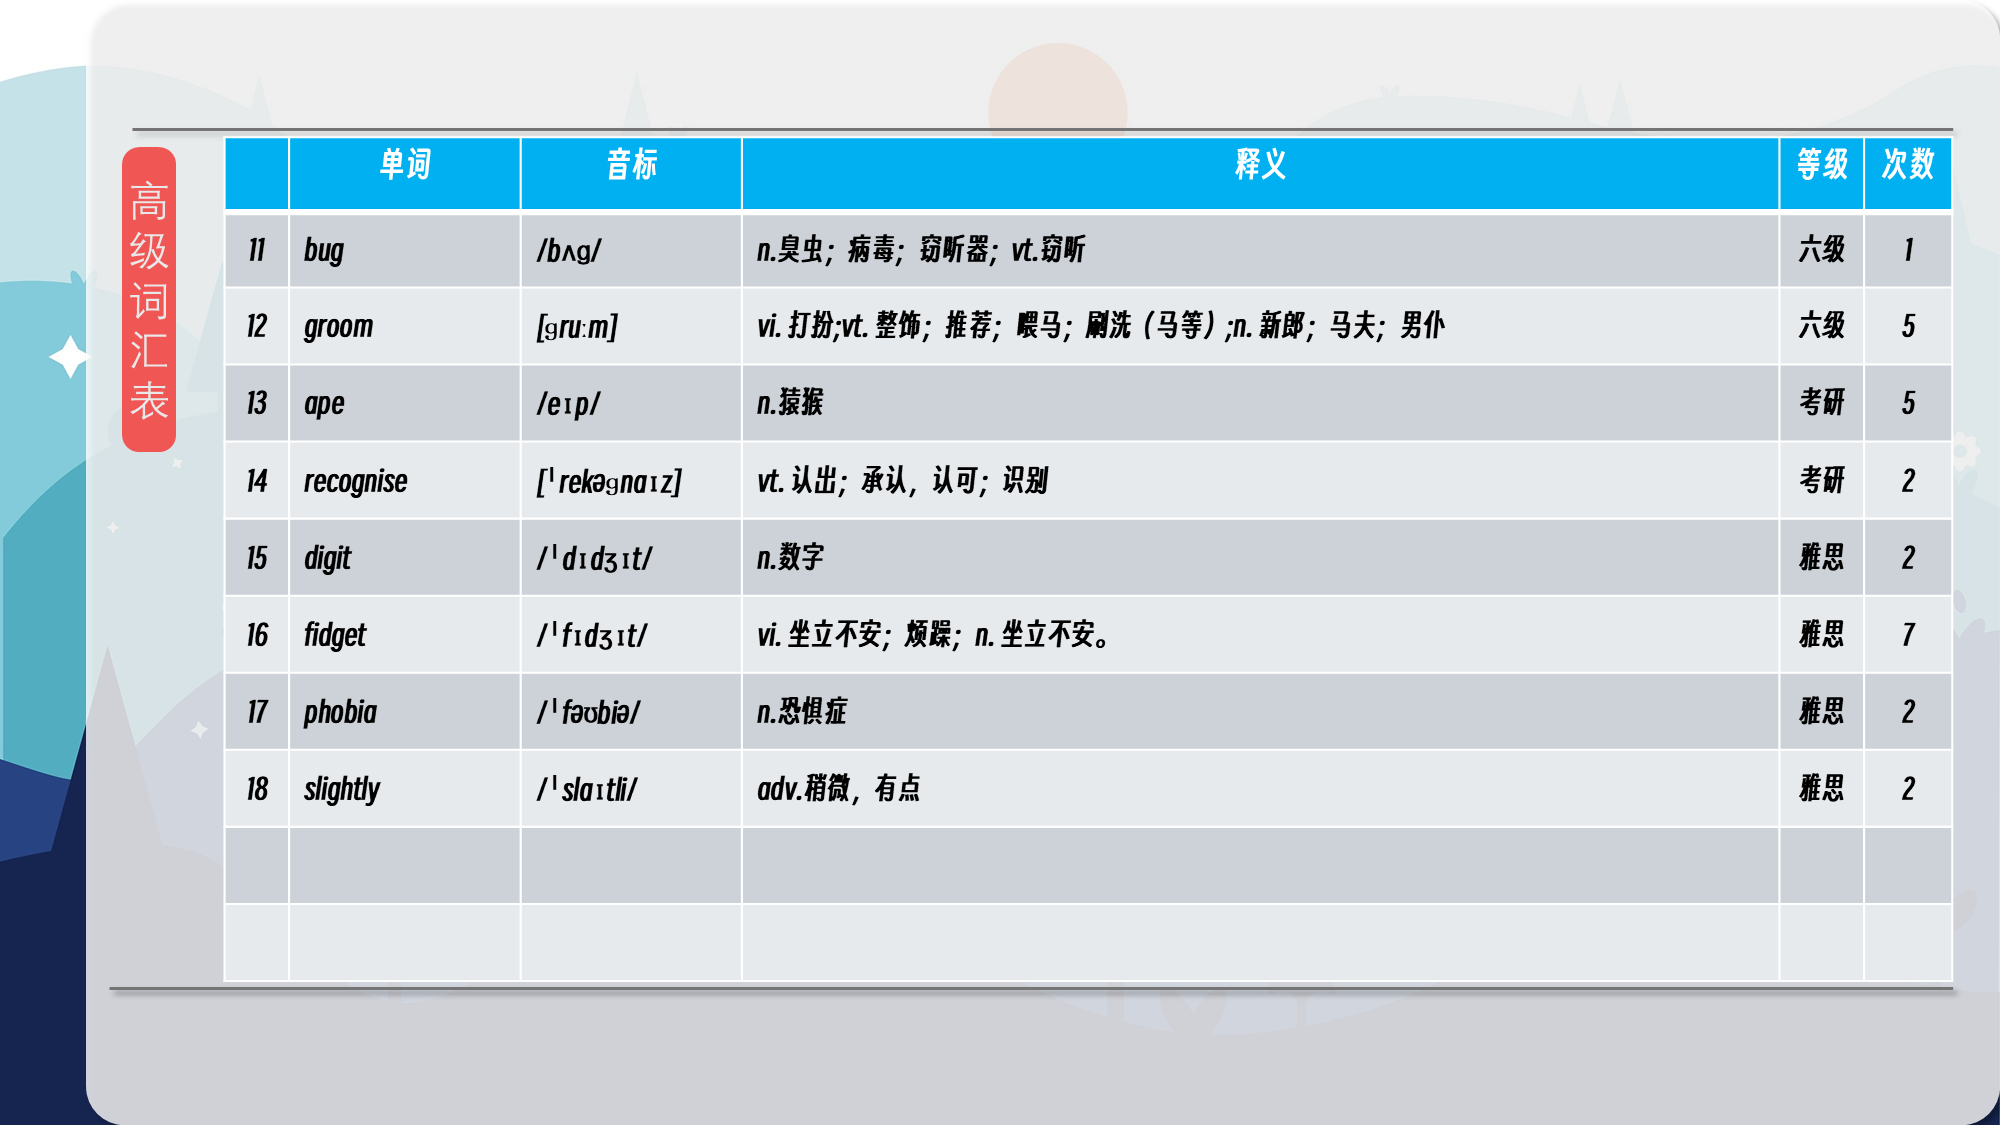 高级词汇表
单词 音标 释义 等级 次数
11 bug /bʌg/ n.臭虫；病毒；窃听器；vt.窃听 六级 1
12 groom [ɡruːm] vi. 打扮;vt. 整饰；推荐；喂马；刷洗（马等）;n. 新郎；马夫；男仆 六级 5
13 ape /eɪp/ n.猿猴 考研 5
14 recognise [ˈrekəɡnaɪz] vt. 认出；承认，认可；识别 考研 2
15 digit /ˈdɪdʒɪt/ n.数字 雅思 2
16 fidget /ˈfɪdʒɪt/ vi. 坐立不安；烦躁；n. 坐立不安。 雅思 7
17 phobia /ˈfəʊbiə/ n.恐惧症 雅思 2
18 slightly /ˈslaɪtli/ adv.稍微，有点 雅思 2